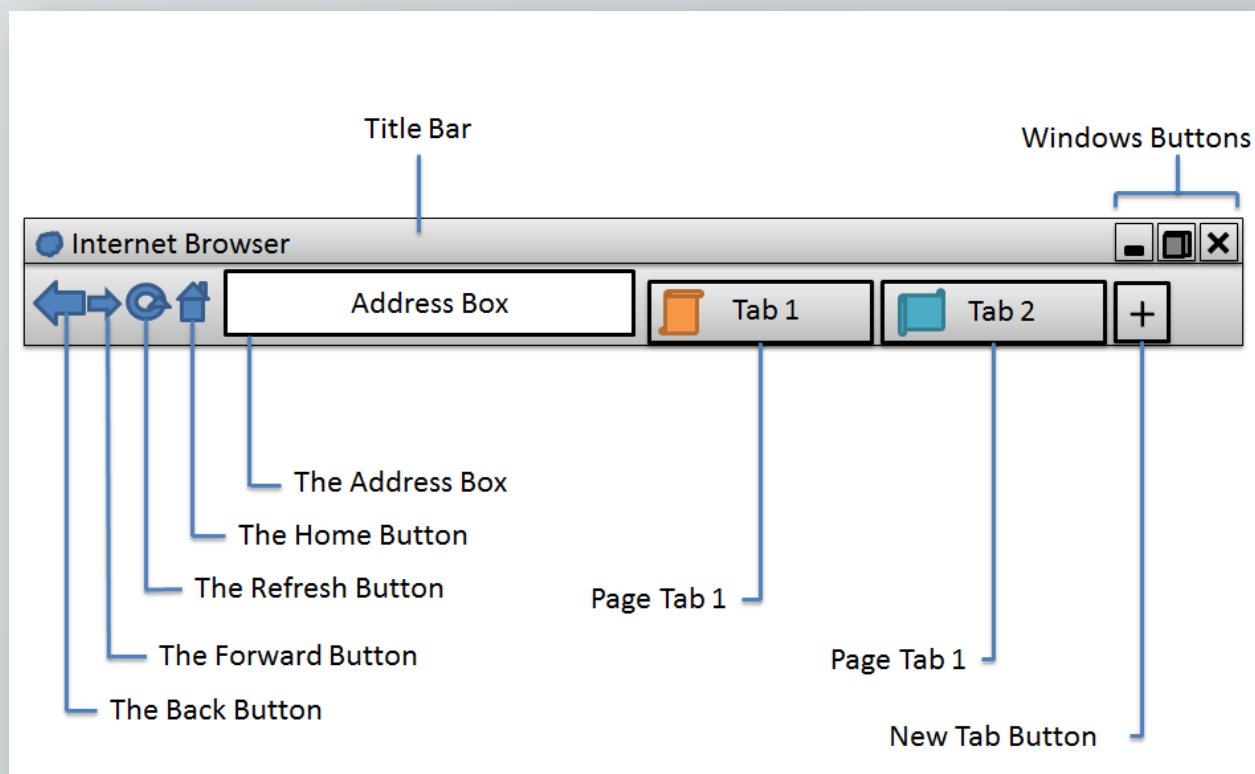 Title Bar
Windows Buttons
Internet Browser
Address Box
Tab 1
Tab 2
+
The Address Box
The Home Button
The Refresh Button
Page Tab 1
The Forward Button
Page Tab 1
The Back Button
New Tab Button